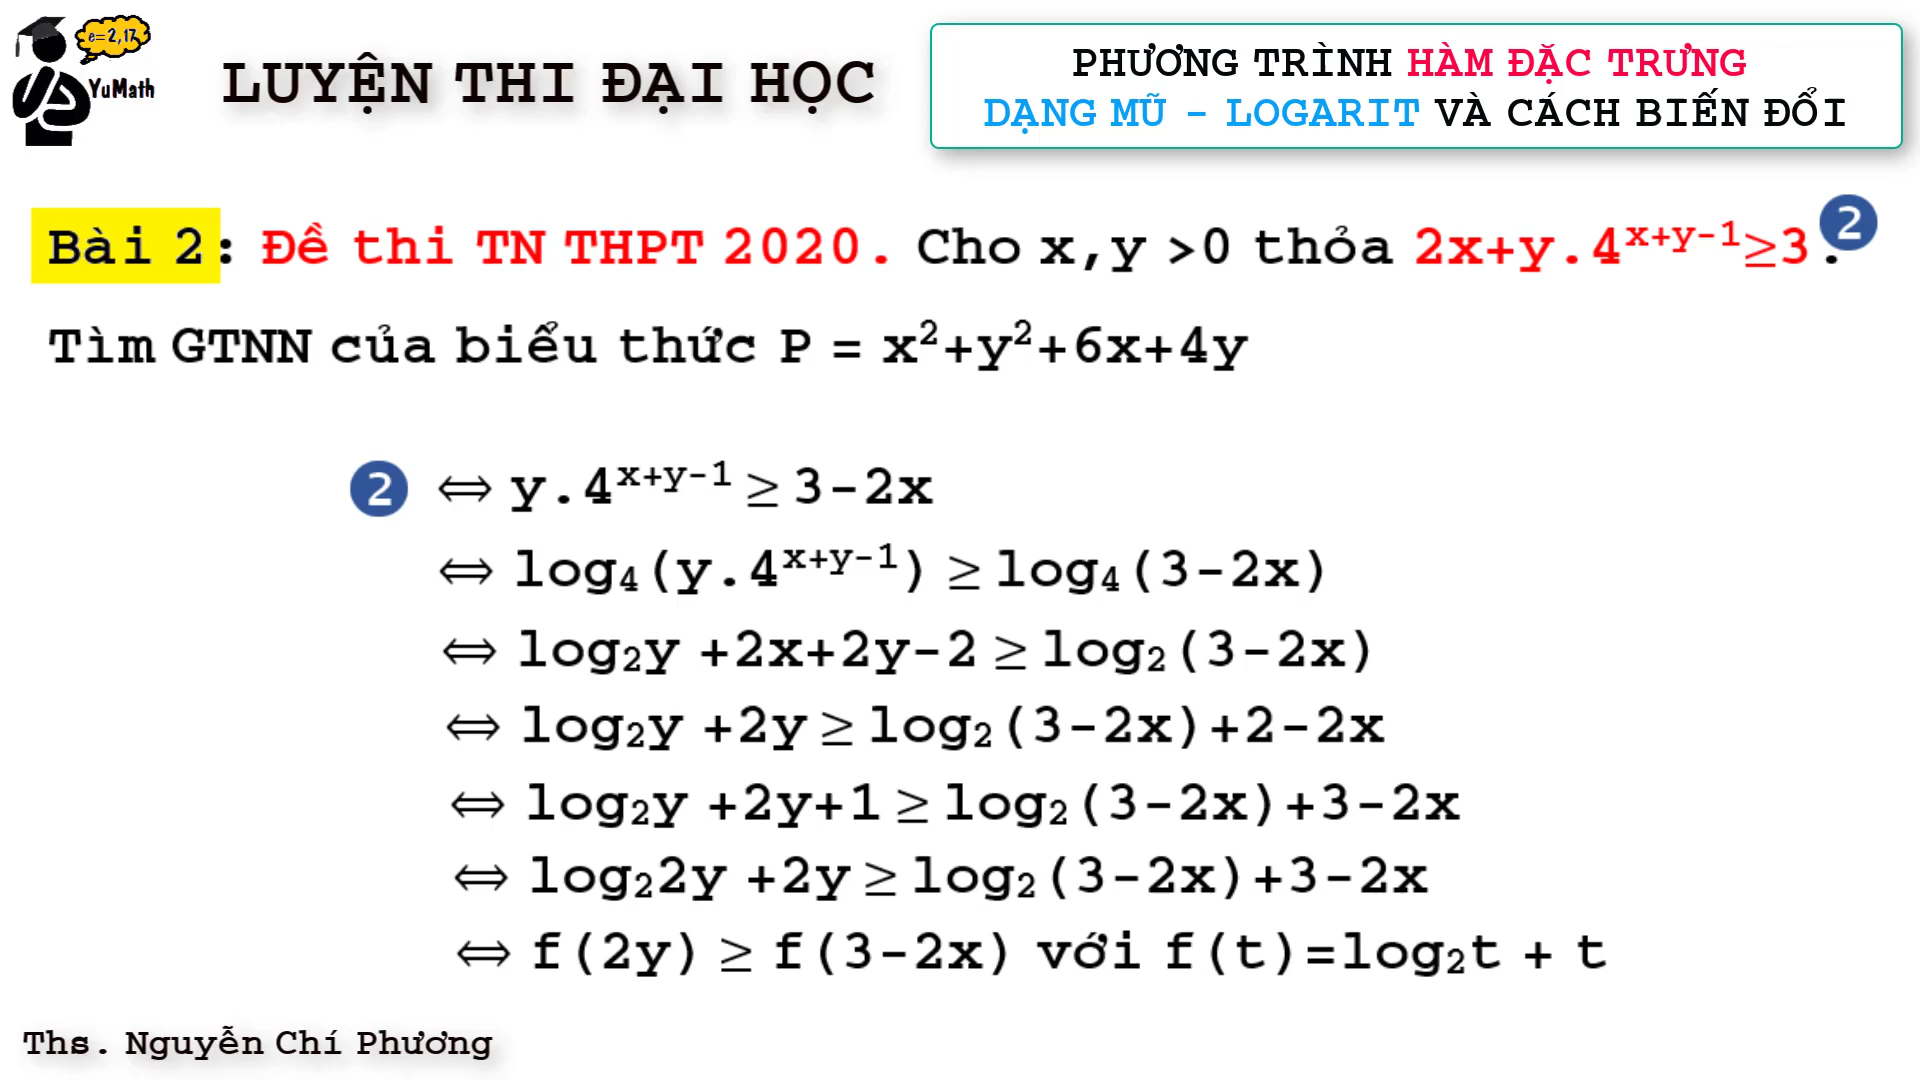 e=2,17
YuMath
LUYỆN THI ĐẠI HỌC
PHƯƠNG TRÌNH HÀM ĐẶC TRƯNG
DẠNG MŨ - LOGARIT VÀ CÁCH BIẾN ĐỔI
Bài 2: Đề thi TN THPT 2020. Cho x,y >0 thỏa 2x+y.4ˣ⁺ʸ⁻¹≥3. 2
Tìm GTNN của biểu thức P = x²+y²+6x+4y
2 ⇔ y.4ˣ⁺ʸ⁻¹ ≥ 3-2x
⇔ log₄(y.4ˣ⁺ʸ⁻¹) ≥ log₄(3-2x)
⇔ log₂y +2x+2y-2 ≥ log₂(3-2x)
⇔ log₂y +2y ≥ log₂(3-2x)+2-2x
⇔ log₂y +2y+1 ≥ log₂(3-2x)+3-2x
⇔ log₂2y +2y ≥ log₂(3-2x)+3-2x
⇔ f(2y) ≥ f(3-2x) với f(t)=log₂t + t
Ths. Nguyễn Chí Phương